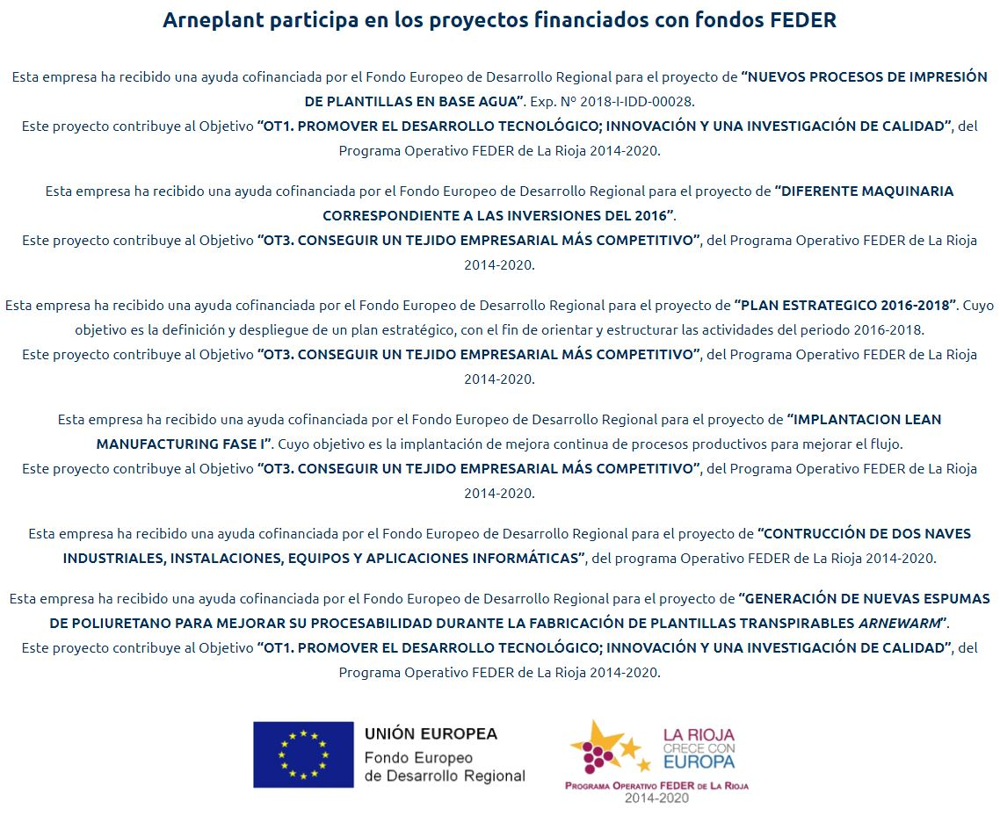 Arneplant participa en los proyectos financiados con fondos FEDER
Esta empresa ha recibido una ayuda cofinanciada por el Fondo Europeo de Desarrollo Regional para el proyecto de “NUEVOS PROCESOS DE IMPRESIÓN
DE PLANTILLAS EN BASE AGUA”. Exp. Nº 2018-I-IDD-00028.
Este proyecto contribuye al Objetivo “OT1. PROMOVER EL DESARROLLO TECNOLÓGICO; INNOVACIÓN Y UNA INVESTIGACIÓN DE CALIDAD”, del
Programa Operativo FEDER de La Rioja 2014-2020.
Esta empresa ha recibido una ayuda cofinanciada por el Fondo Europeo de Desarrollo Regional para el proyecto de “DIFERENTE MAQUINARIA
CORRESPONDIENTE A LAS INVERSIONES DEL 2016”.
Este proyecto contribuye al Objetivo “OT3. CONSEGUIR UN TEJIDO EMPRESARIAL MÁS COMPETITIVO”, del Programa Operativo FEDER de La Rioja
2014-2020.
Esta empresa ha recibido una ayuda cofinanciada por el Fondo Europeo de Desarrollo Regional para el proyecto de “PLAN ESTRATEGICO 2016-2018”. Cuyo
objetivo es la definición y despliegue de un plan estratégico, con el fin de orientar y estructurar las actividades del periodo 2016-2018.
Este proyecto contribuye al Objetivo “OT3. CONSEGUIR UN TEJIDO EMPRESARIAL MÁS COMPETITIVO”, del Programa Operativo FEDER de La Rioja
2014-2020.
Esta empresa ha recibido una ayuda cofinanciada por el Fondo Europeo de Desarrollo Regional para el proyecto de “IMPLANTACION LEAN
MANUFACTURING FASE I”. Cuyo objetivo es la implantación de mejora continua de procesos productivos para mejorar el flujo.
Este proyecto contribuye al Objetivo “OT3. CONSEGUIR UN TEJIDO EMPRESARIAL MÁS COMPETITIVO”, del Programa Operativo FEDER de La Rioja
2014-2020.
Esta empresa ha recibido una ayuda cofinanciada por el Fondo Europeo de Desarrollo Regional para el proyecto de “CONTRUCCIÓN DE DOS NAVES
INDUSTRIALES, INSTALACIONES, EQUIPOS Y APLICACIONES INFORMÁTICAS”, del programa Operativo FEDER de La Rioja 2014-2020.
Esta empresa ha recibido una ayuda cofinanciada por el Fondo Europeo de Desarrollo Regional para el proyecto de “GENERACIÓN DE NUEVAS ESPUMAS
DE POLIURETANO PARA MEJORAR SU PROCESABILIDAD DURANTE LA FABRICACIÓN DE PLANTILLAS TRANSPIRABLES ARNEWARM”.
Este proyecto contribuye al Objetivo “OT1. PROMOVER EL DESARROLLO TECNOLÓGICO; INNOVACIÓN Y UNA INVESTIGACIÓN DE CALIDAD”, del
Programa Operativo FEDER de La Rioja 2014-2020.
UNIÓN EUROPEA
Fondo Europeo
de Desarrollo Regional
LA RIOJA
CRECE CON
EUROPA
PROGRAMA OPERATIVO FEDER DE LA RIOJA
2014-2020